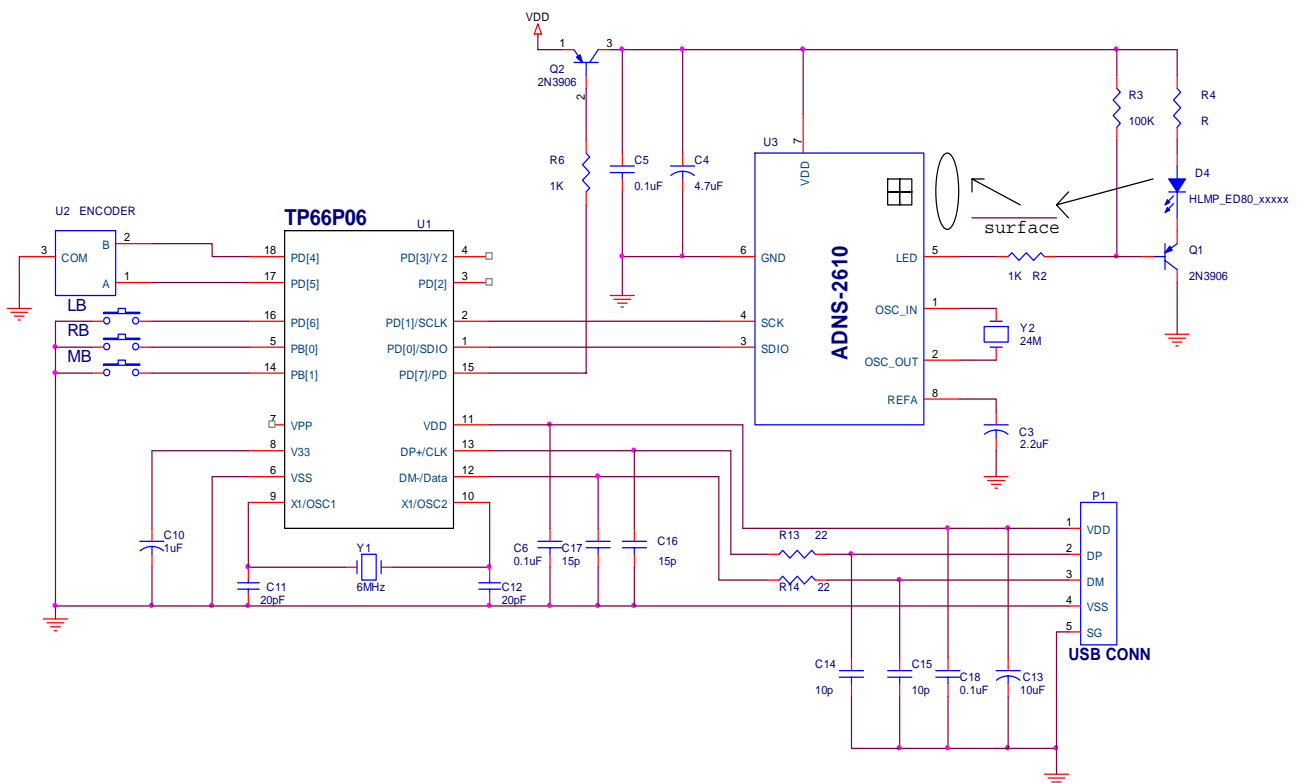 VDD
1
3
Q2
2N3906
2
R6
1K
C5
0.1uF
C4
4.7uF
R3
100K
R4
R
D4
HLMP_ED80_xxxxx
Q1
2N3906
surface
U3
7
VDD
ADNS-2610
6
GND
4
SCK
3
SDIO
LED
5
OSC_IN
1
OSC_OUT
2
REFA
8
1K
R2
Y2
24M
C3
2.2uF
U2 ENCODER
3
COM
B
2
A
1
LB
RB
MB
TP66P06
U1
18
PD[4]
17
PD[5]
16
PD[6]
5
PB[0]
14
PB[1]
7
VPP
8
V33
6
VSS
9
X1/OSC1
PD[3]/Y2
4
PD[2]
3
PD[1]/SCLK
2
PD[0]/SDIO
1
PD[7]/PD
15
VDD
11
DP+/CLK
13
DM-/Data
12
X1/OSC2
10
C10
1uF
C11
20pF
Y1
6MHz
C12
20pF
C6
0.1uF
C17
15p
C16
15p
R13
22
R14
22
P1
1
VDD
2
DP
3
DM
4
VSS
5
SG
USB CONN
C14
10p
C15
10p
C18
0.1uF
C13
10uF